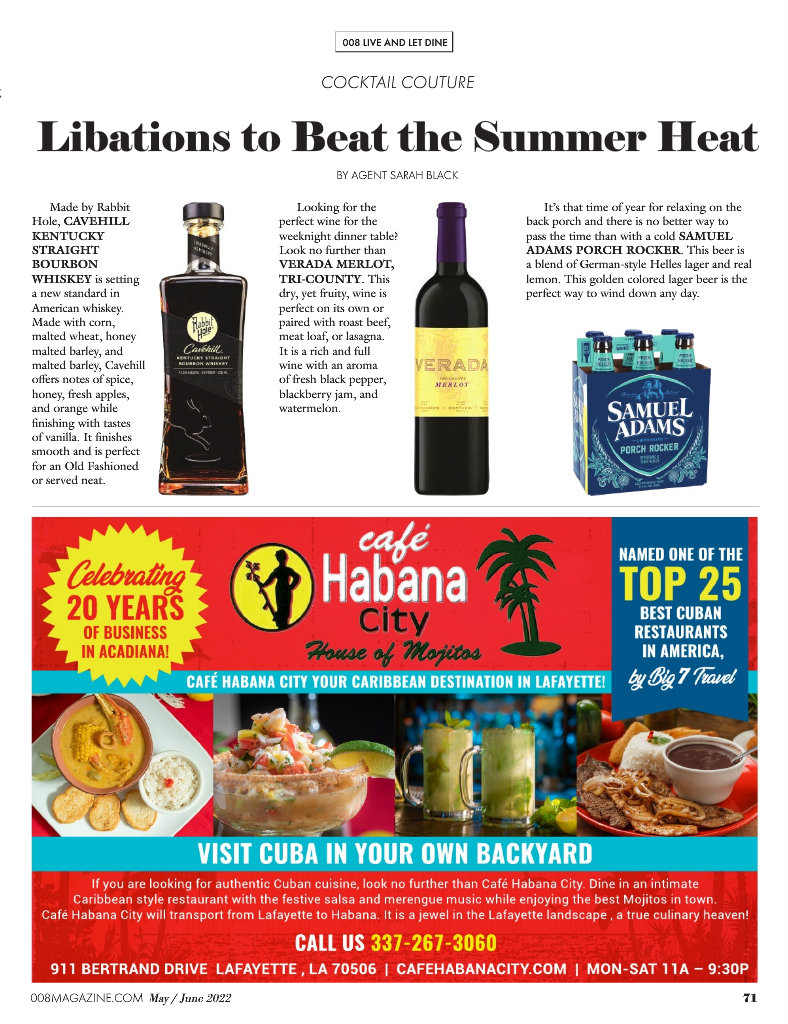 008 LIVE AND LET DINE
COCKTAIL COUTURE
Libations to Beat the Summer Heat
BY AGENT SARAH BLACK
Made by Rabbit
Hole, CAVEHILL
KENTUCKY
STRAIGHT
BOURBON
WHISKEY is setting
a new standard in
American whiskey.
Made with corn,
malted wheat, honey
malted barley, and
malted barley, Cavehill
offers notes of spice,
honey, fresh apples,
and orange while
finishing with tastes
of vanilla. It finishes
smooth and is perfect
for an Old Fashioned
or served neat.
Rabbit
Hole
Cavehill
KENTUCKY STRAIGHT
BOURBON WHISKEY
Looking for the
perfect wine for the
weeknight dinner table?
Look no further than
VERADA MERLOT,
TRI-COUNTY. This
dry, yet fruity, wine is
perfect on its own or
paired with roast beef,
meat loaf, or lasagna.
It is a rich and full
wine with an aroma
of fresh black pepper,
blackberry jam, and
watermelon.
VERADA
TRI-COUNTY
MERLOT
It's that time of year for relaxing on the
back porch and there is no better way to
pass the time than with a cold SAMUEL
ADAMS PORCH ROCKER. This beer is
a blend of German-style Helles lager and real
lemon. This golden colored lager beer is the
perfect way to wind down any day.
SAMUEL
ADAMS
PORCH ROCKER
café
Habana
City
House of Mojitos
Celebrating
20 YEARS
OF BUSINESS
IN ACADIANA!
NAMED ONE OF THE
TOP 25
BEST CUBAN
RESTAURANTS
IN AMERICA,
by Big 7 Travel
CAFÉ HABANA CITY YOUR CARIBBEAN DESTINATION IN LAFAYETTE!
VISIT CUBA IN YOUR OWN BACKYARD
If you are looking for authentic Cuban cuisine, look no further than Café Habana City. Dine in an intimate
Caribbean style restaurant with the festive salsa and merengue music while enjoying the best Mojitos in town.
Café Habana City will transport from Lafayette to Habana. It is a jewel in the Lafayette landscape , a true culinary heaven!
CALL US 337-267-3060
911 BERTRAND DRIVE LAFAYETTE , LA 70506 | CAFEHABANACITY.COM | MON-SAT 11A – 9:30P
008MAGAZINE.COM May / June 2022
71